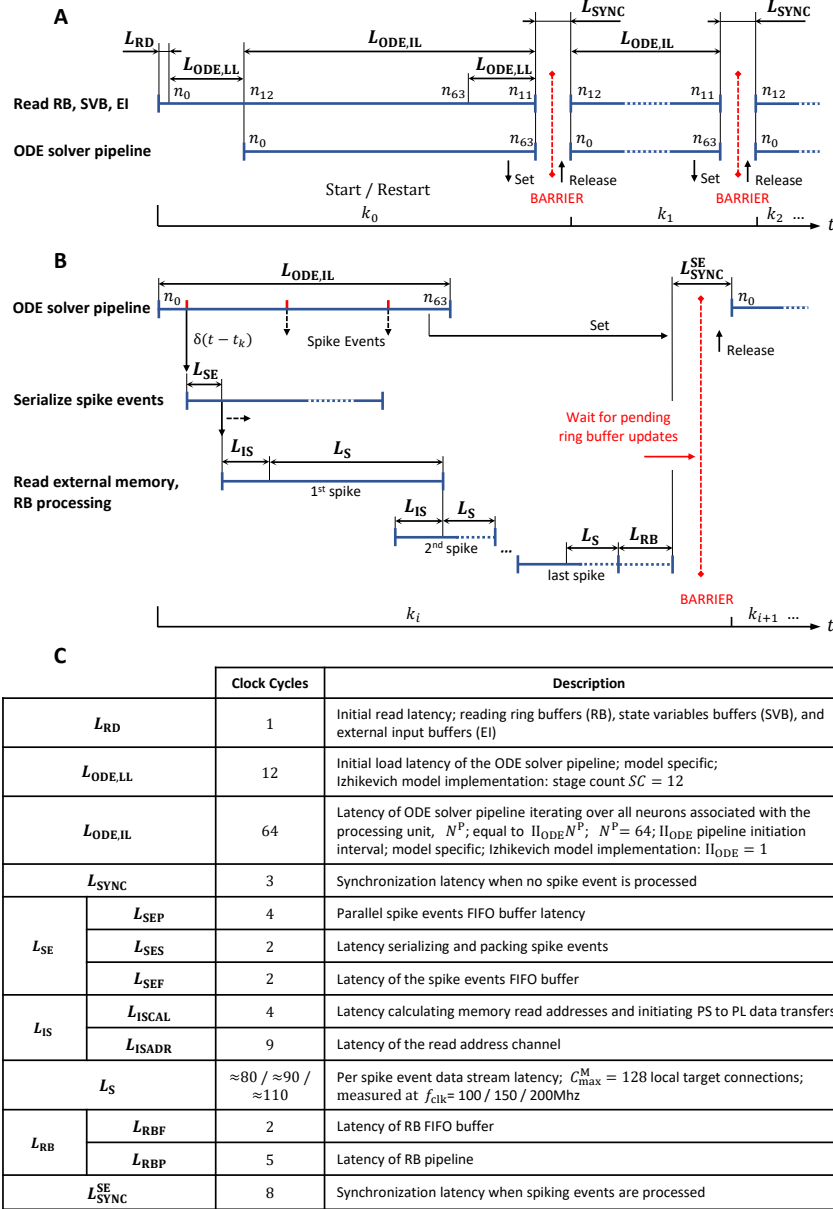 A
L_RD
L_ODE,LL
L_ODE,IL
L_ODE,LL
L_SYNC
L_ODE,IL
L_SYNC
Read RB, SVB, EI
n_0 n_12 n_63 n_11 n_12 n_11 n_12
ODE solver pipeline
n_0 n_63 n_0 n_63 n_0
Set Release Set Release
BARRIER BARRIER
Start / Restart
k_0 k_1 k_2 ... t
B
L_ODE,IL
L_SYNC^SE
ODE solver pipeline
n_0 n_63 n_0
δ(t − t_k) Spike Events Set
Release
L_SE
Serialize spike events
Wait for pending
ring buffer updates
L_IS L_S
Read external memory,
RB processing
1st spike
L_IS L_S
2nd spike ...
L_S L_RB
last spike
BARRIER
k_i k_i+1 ... t
C
Clock Cycles Description
L_RD 1 Initial read latency; reading ring buffers (RB), state variables buffers (SVB), and
external input buffers (EI)
L_ODE,LL 12 Initial load latency of the ODE solver pipeline; model specific;
Izhikevich model implementation: stage count SC = 12
L_ODE,IL 64 Latency of ODE solver pipeline iterating over all neurons associated with the
processing unit, N^P; equal to II_ODE N^P; N^P = 64; II_ODE pipeline initiation
interval; model specific; Izhikevich model implementation: II_ODE = 1
L_SYNC 3 Synchronization latency when no spike event is processed
L_SE L_SEP 4 Parallel spike events FIFO buffer latency
L_SES 2 Latency serializing and packing spike events
L_SEF 2 Latency of the spike events FIFO buffer
L_IS L_ISCAL 4 Latency calculating memory read addresses and initiating PS to PL data transfers
L_ISADR 9 Latency of the read address channel
L_S ≈80 / ≈90 / Per spike event data stream latency; C_max^M = 128 local target connections;
≈110 measured at f_clk= 100 / 150 / 200Mhz
L_RB L_RBF 2 Latency of RB FIFO buffer
L_RBP 5 Latency of RB pipeline
L_SYNC^SE 8 Synchronization latency when spiking events are processed